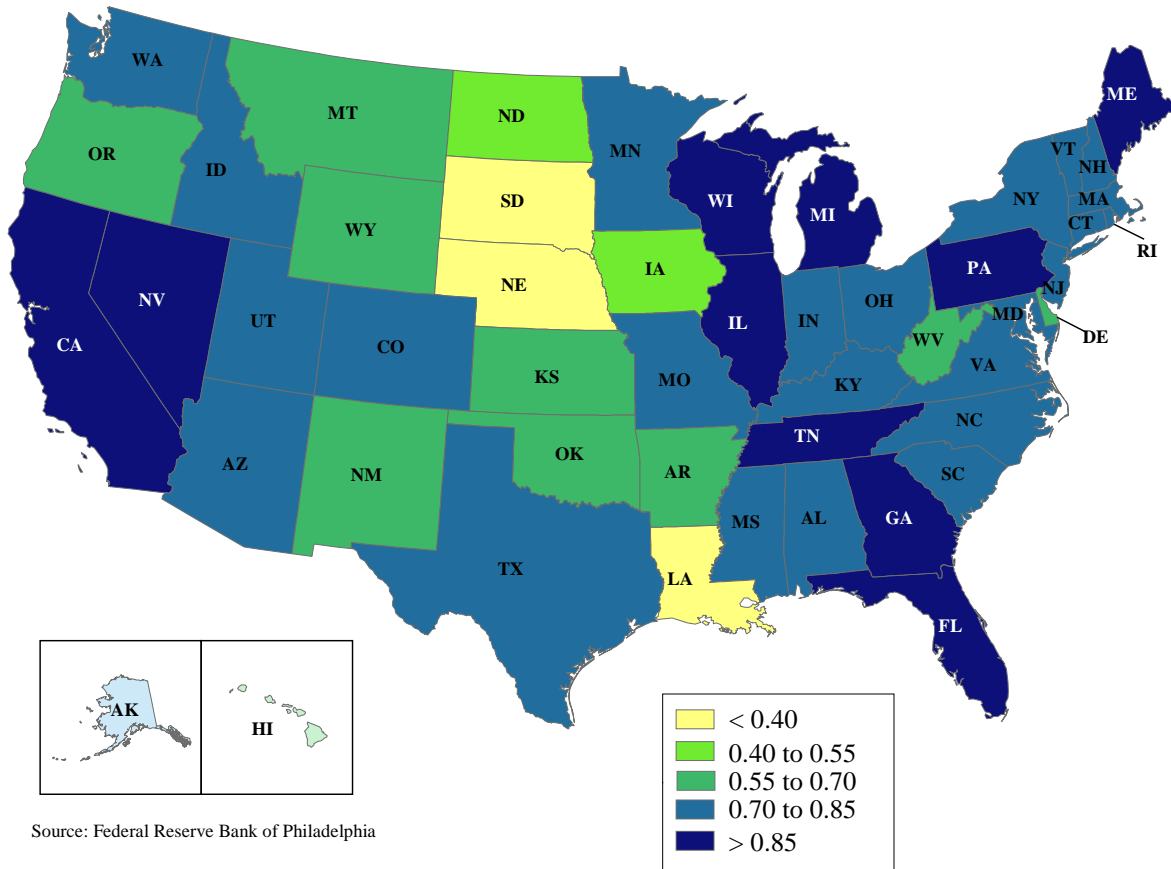 WA
MT
ND
MN
ME
OR
ID
SD
WI
MI
VT
NH
NY
MA
CT
RI
WY
IA
PA
NE
NV
UT
CO
IL
IN
OH
NJ
MD
DE
WV
CA
KS
MO
KY
VA
TN
NC
AZ
NM
OK
AR
SC
MS
AL
GA
TX
LA
FL
AK
HI
< 0.40
0.40 to 0.55
0.55 to 0.70
0.70 to 0.85
> 0.85
Source: Federal Reserve Bank of Philadelphia